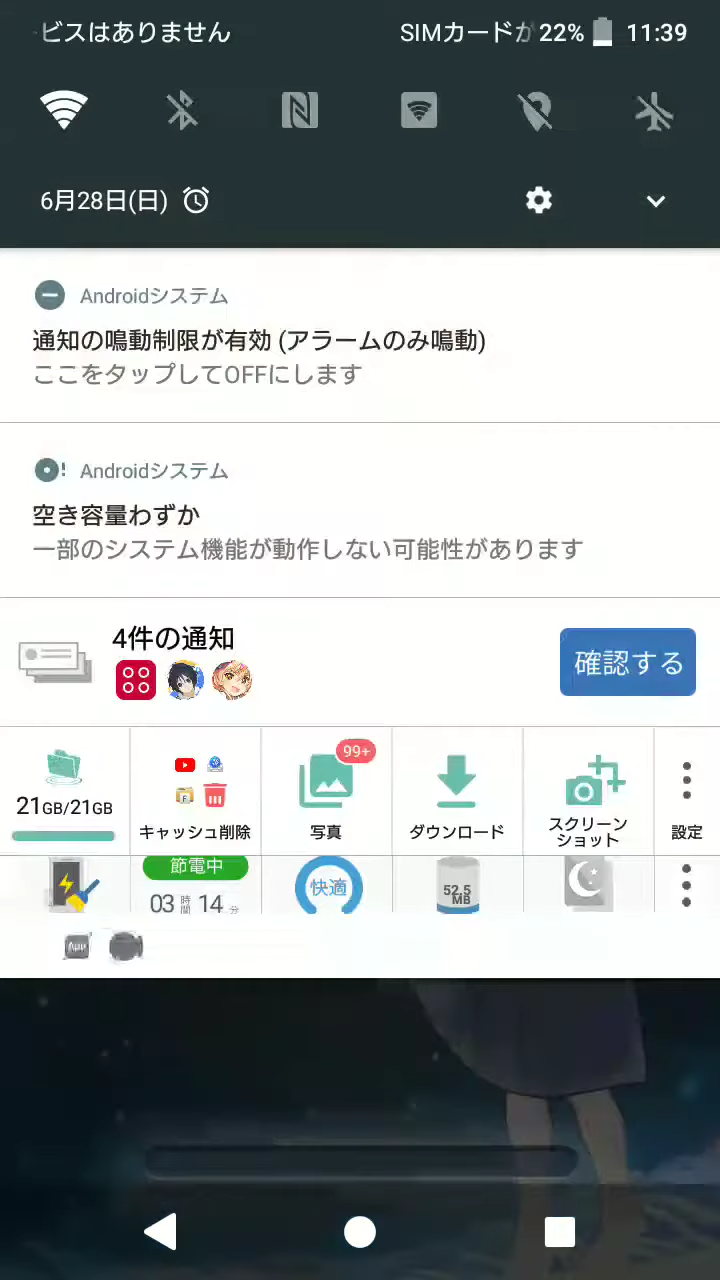 ビスはありません SIMカードが 22% 11:39
6月28日(日)
Androidシステム
通知の鳴動制限が有効 (アラームのみ鳴動)
ここをタップしてOFFにします
Androidシステム
空き容量わずか
一部のシステム機能が動作しない可能性があります
4件の通知
確認する
99+
21GB/21GB
キャッシュ削除
写真
ダウンロード
スクリーン
ショット
設定
節電中
03時間14分
快適
52.5
MB
App